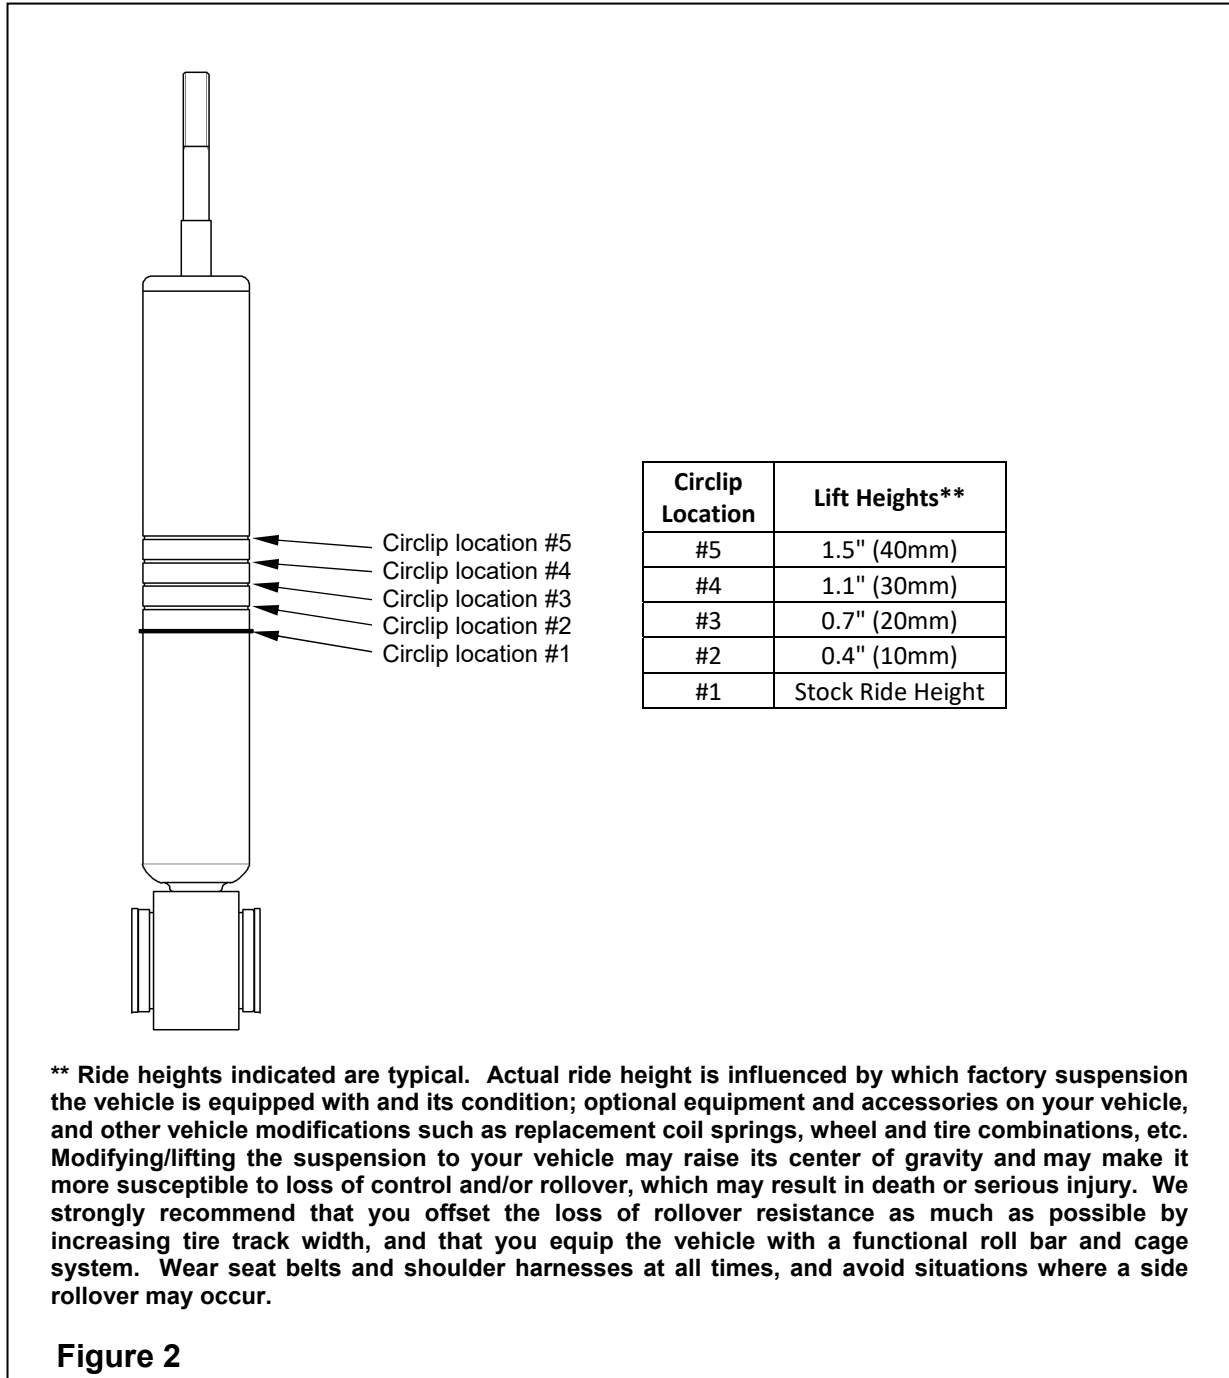 Circlip location #5
Circlip location #4
Circlip location #3
Circlip location #2
Circlip location #1
Circlip Location
Lift Heights**
#5 1.5" (40mm)
#4 1.1" (30mm)
#3 0.7" (20mm)
#2 0.4" (10mm)
#1 Stock Ride Height
** Ride heights indicated are typical. Actual ride height is influenced by which factory suspension
the vehicle is equipped with and its condition; optional equipment and accessories on your vehicle,
and other vehicle modifications such as replacement coil springs, wheel and tire combinations, etc.
Modifying/lifting the suspension to your vehicle may raise its center of gravity and may make it
more susceptible to loss of control and/or rollover, which may result in death or serious injury. We
strongly recommend that you offset the loss of rollover resistance as much as possible by
increasing tire track width, and that you equip the vehicle with a functional roll bar and cage
system. Wear seat belts and shoulder harnesses at all times, and avoid situations where a side
rollover may occur.
Figure 2